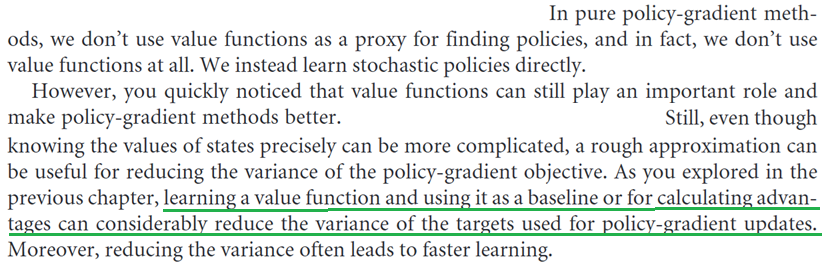 In pure policy-gradient meth-
ods, we don’t use value functions as a proxy for finding policies, and in fact, we don’t use
value functions at all. We instead learn stochastic policies directly.
However, you quickly noticed that value functions can still play an important role and
make policy-gradient methods better. Still, even though
knowing the values of states precisely can be more complicated, a rough approximation can
be useful for reducing the variance of the policy-gradient objective. As you explored in the
previous chapter, learning a value function and using it as a baseline or for calculating advan-
tages can considerably reduce the variance of the targets used for policy-gradient updates.
Moreover, reducing the variance often leads to faster learning.